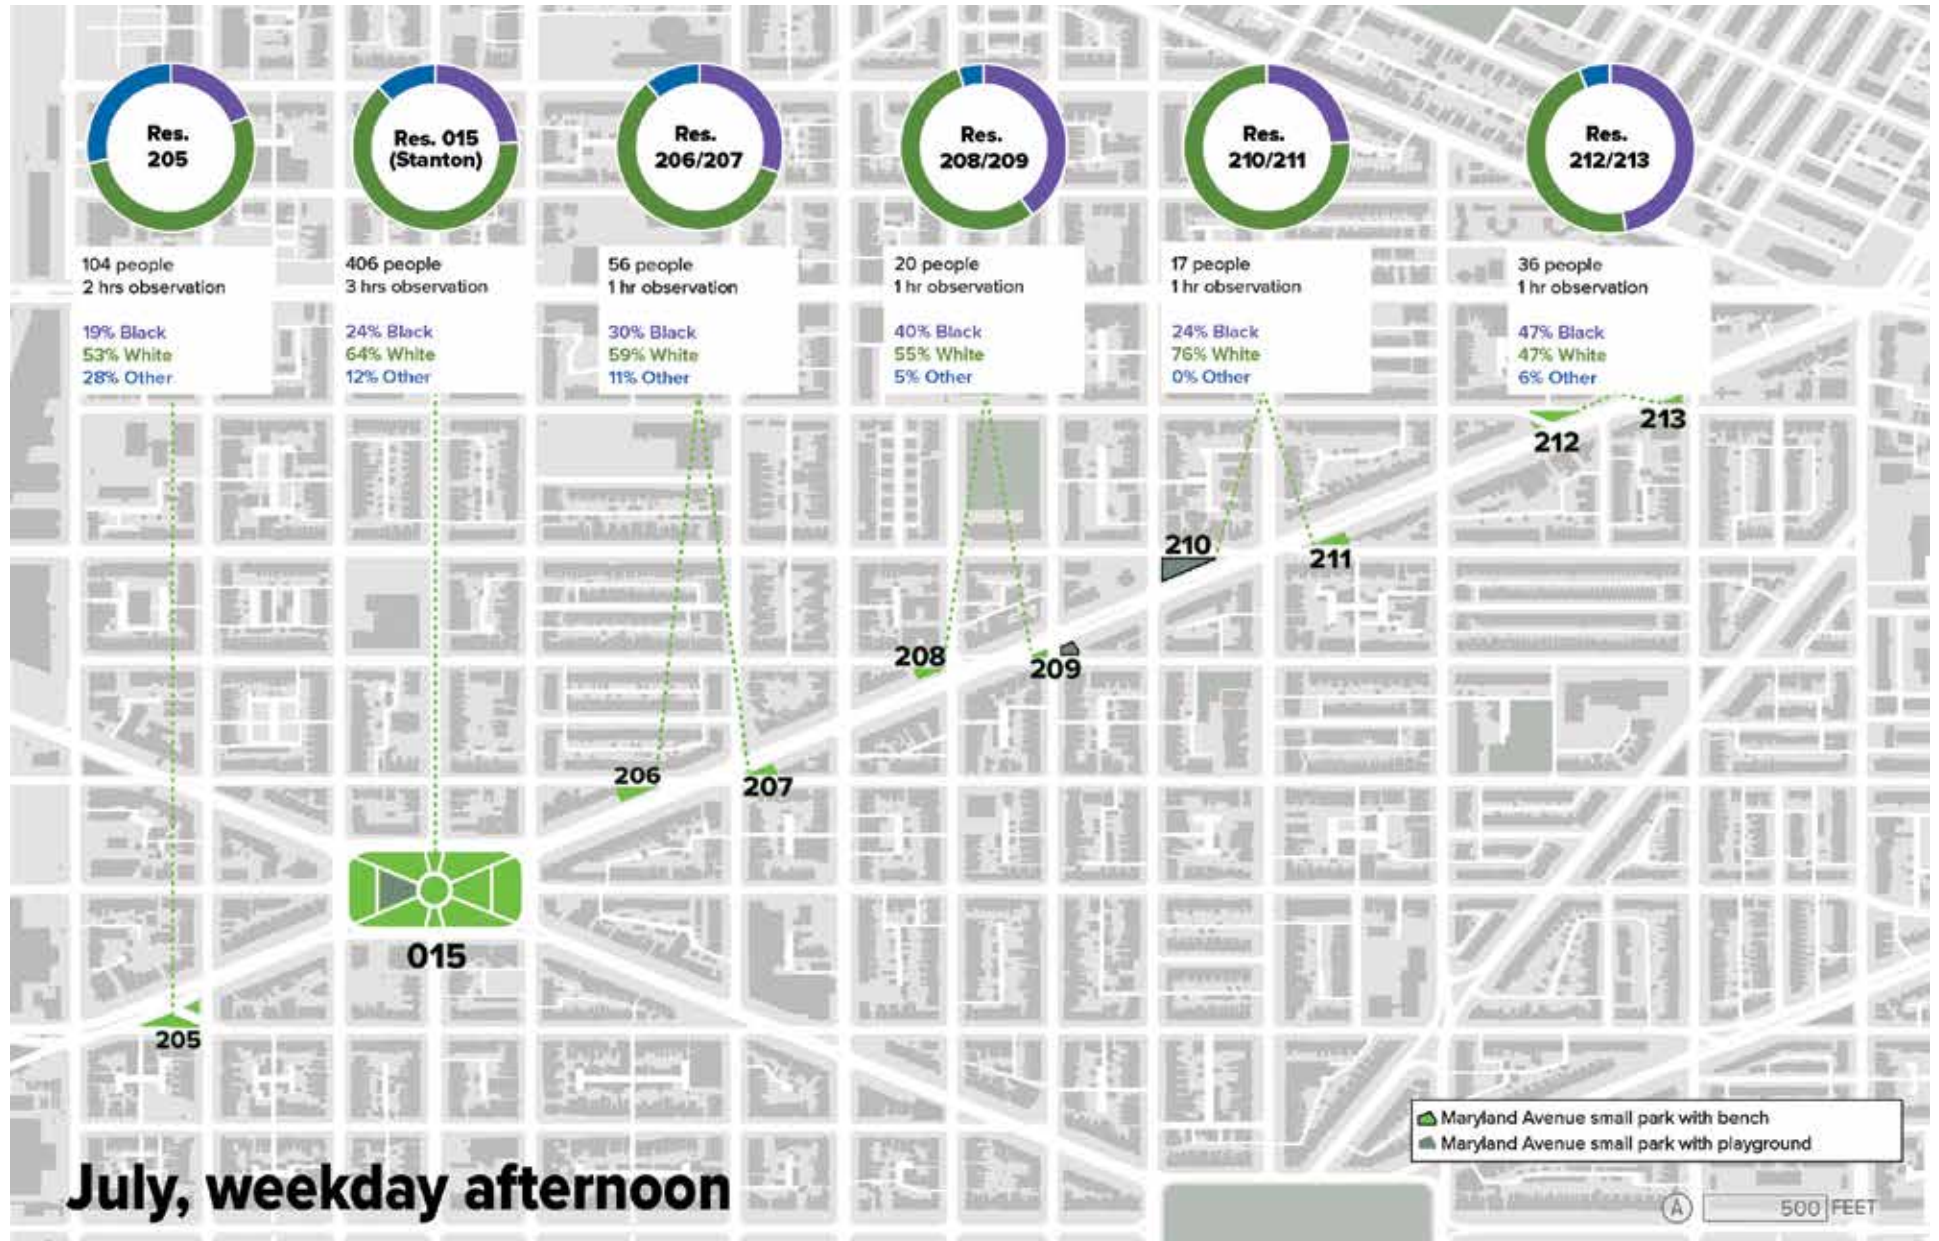 Res.
205
104 people
2 hrs observation
19% Black
53% White
28% Other
Res. 015
(Stanton)
406 people
3 hrs observation
24% Black
64% White
12% Other
Res.
206/207
56 people
1 hr observation
30% Black
59% White
11% Other
Res.
208/209
20 people
1 hr observation
40% Black
55% White
5% Other
Res.
210/211
17 people
1 hr observation
24% Black
76% White
0% Other
Res.
212/213
36 people
1 hr observation
47% Black
47% White
6% Other
213
212
210
211
208
209
206
207
015
205
Maryland Avenue small park with bench
Maryland Avenue small park with playground
July, weekday afternoon
A
500 FEET